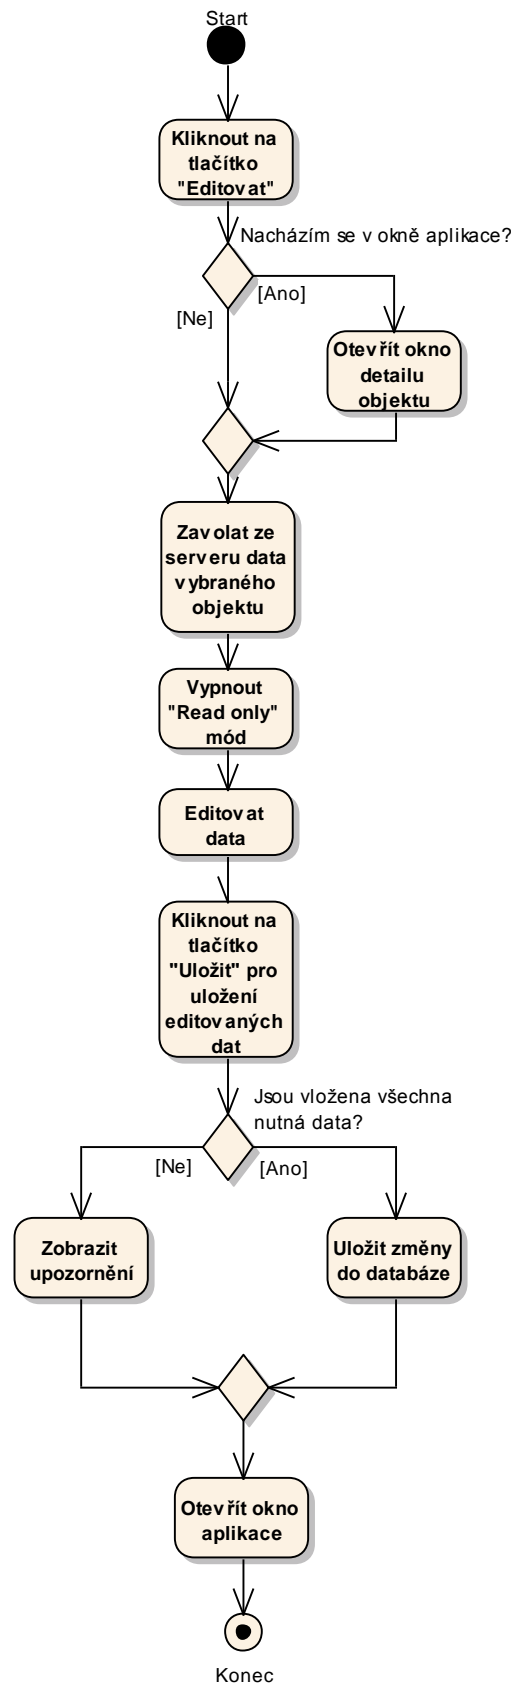 Start
Kliknout na
tlačítko
"Editovat"
Nacházím se v okně aplikace?
[Ano]
[Ne]
Otevřít okno
detailu
objektu
Zavolat ze
serveru data
vybraného
objektu
Vypnout
"Read only"
mód
Editovat
data
Kliknout na
tlačítko
"Uložit" pro
uložení
editovaných
dat
Jsou vložena všechna
nutná data?
[Ne]
[Ano]
Zobrazit
upozornění
Uložit změny
do databáze
Otevřít okno
aplikace
Konec